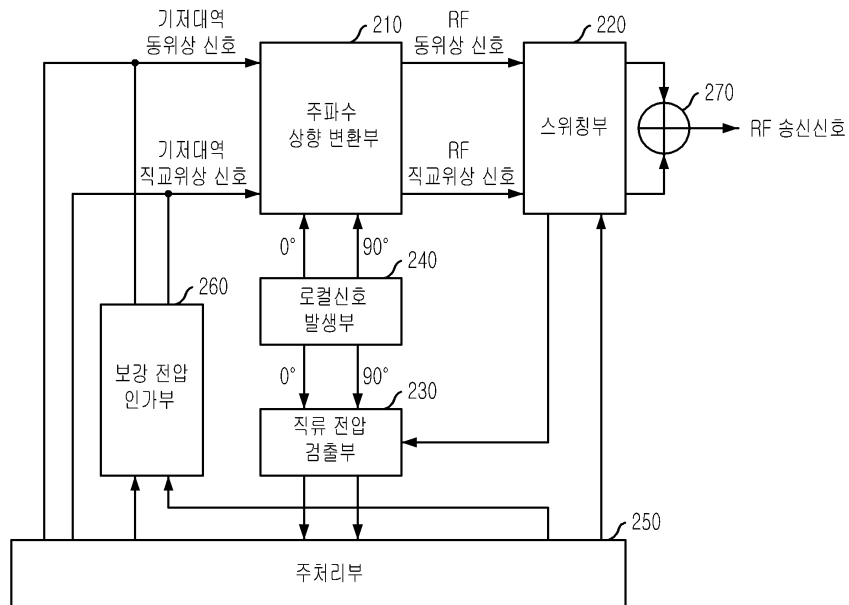 기저대역
동위상 신호
210
RF
동위상 신호
220
주파수
상향 변환부
스위칭부
270
RF 송신신호
기저대역
직교위상 신호
RF
직교위상 신호
0°
90°
240
260
로컬신호
발생부
보강 전압
인가부
0°
90°
230
직류 전압
검출부
250
주처리부